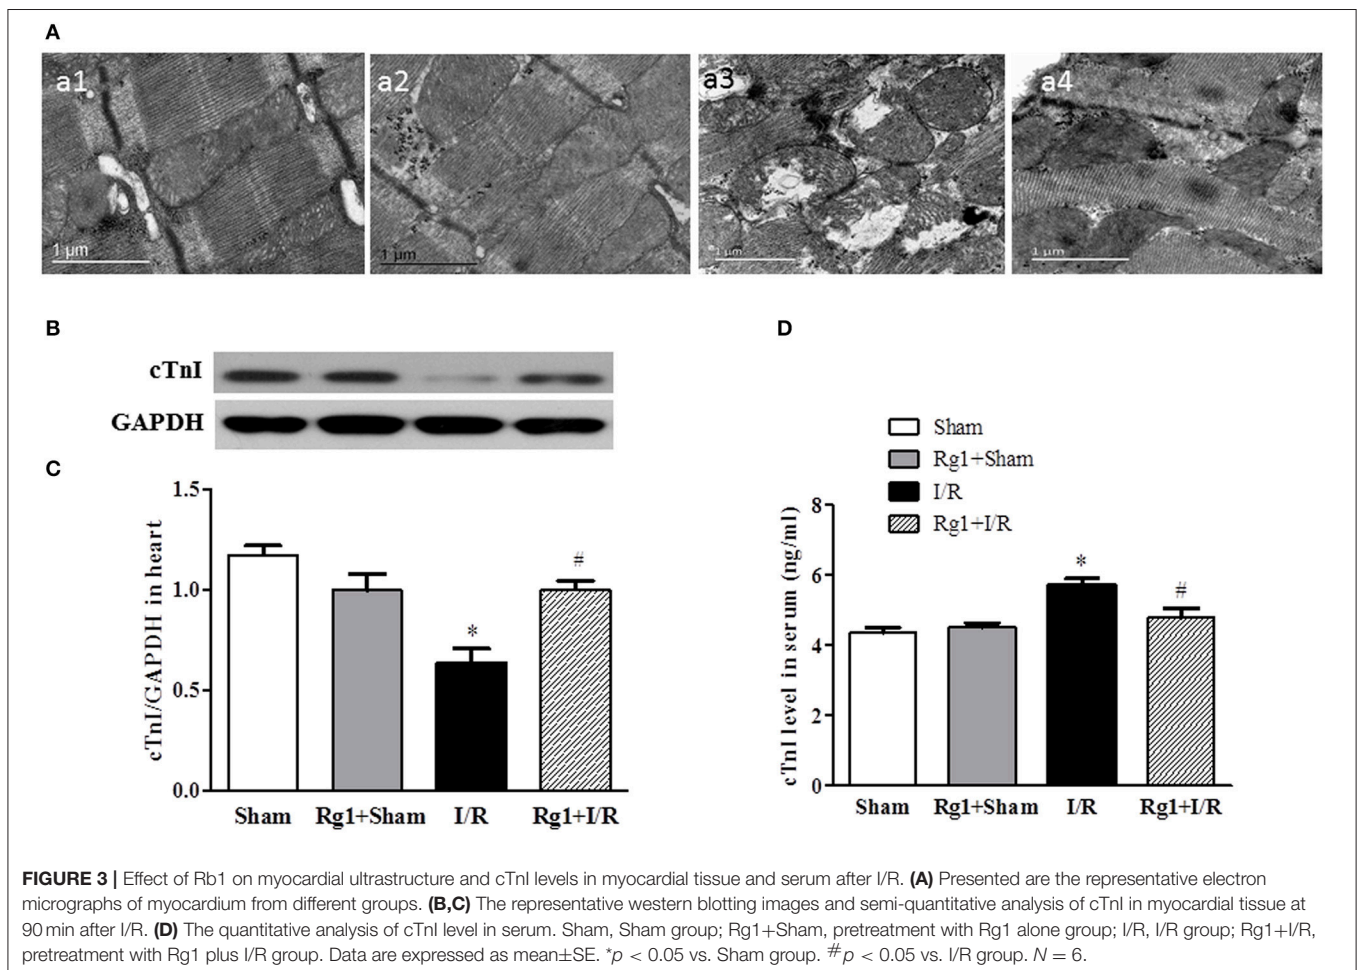 A
a1
a2
a3
a4
1 µm
1 µm
1 µm
1 µm
B
cTnI
GAPDH
C
1.5
1.0
0.5
0.0
cTnI/GAPDH in heart
*
#
Sham
Rg1+Sham
I/R
Rg1+I/R
D
Sham
Rg1+Sham
I/R
Rg1+I/R
8
6
4
2
0
cTnI level in serum (ng/ml)
*
#
Sham
Rg1+Sham
I/R
Rg1+I/R
FIGURE 3 | Effect of Rb1 on myocardial ultrastructure and cTnI levels in myocardial tissue and serum after I/R. (A) Presented are the representative electron
micrographs of myocardium from different groups. (B,C) The representative western blotting images and semi-quantitative analysis of cTnI in myocardial tissue at
90 min after I/R. (D) The quantitative analysis of cTnI level in serum. Sham, Sham group; Rg1+Sham, pretreatment with Rg1 alone group; I/R, I/R group; Rg1+I/R,
pretreatment with Rg1 plus I/R group. Data are expressed as mean±SE. *p < 0.05 vs. Sham group. #p < 0.05 vs. I/R group. N = 6.